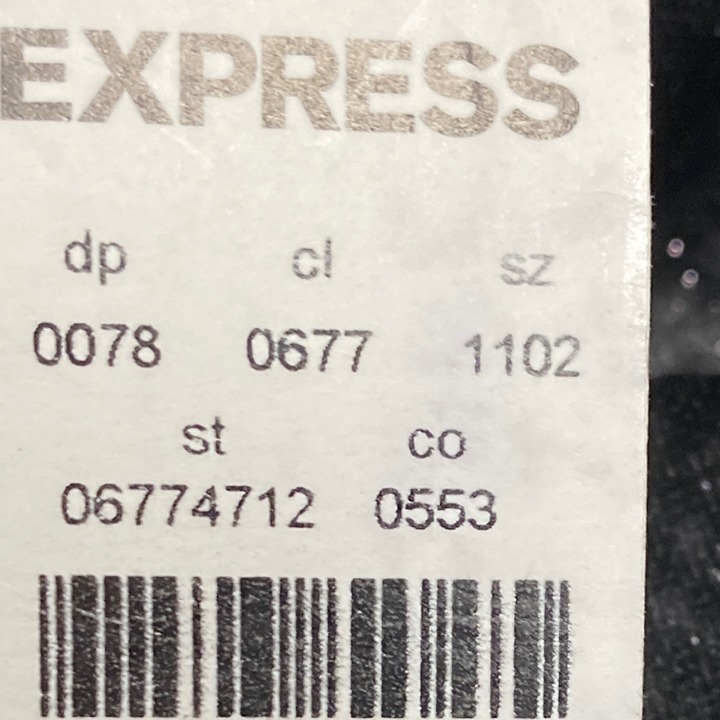 EXPRESS
dp cl sz
0078 0677 1102
st co
06774712 0553